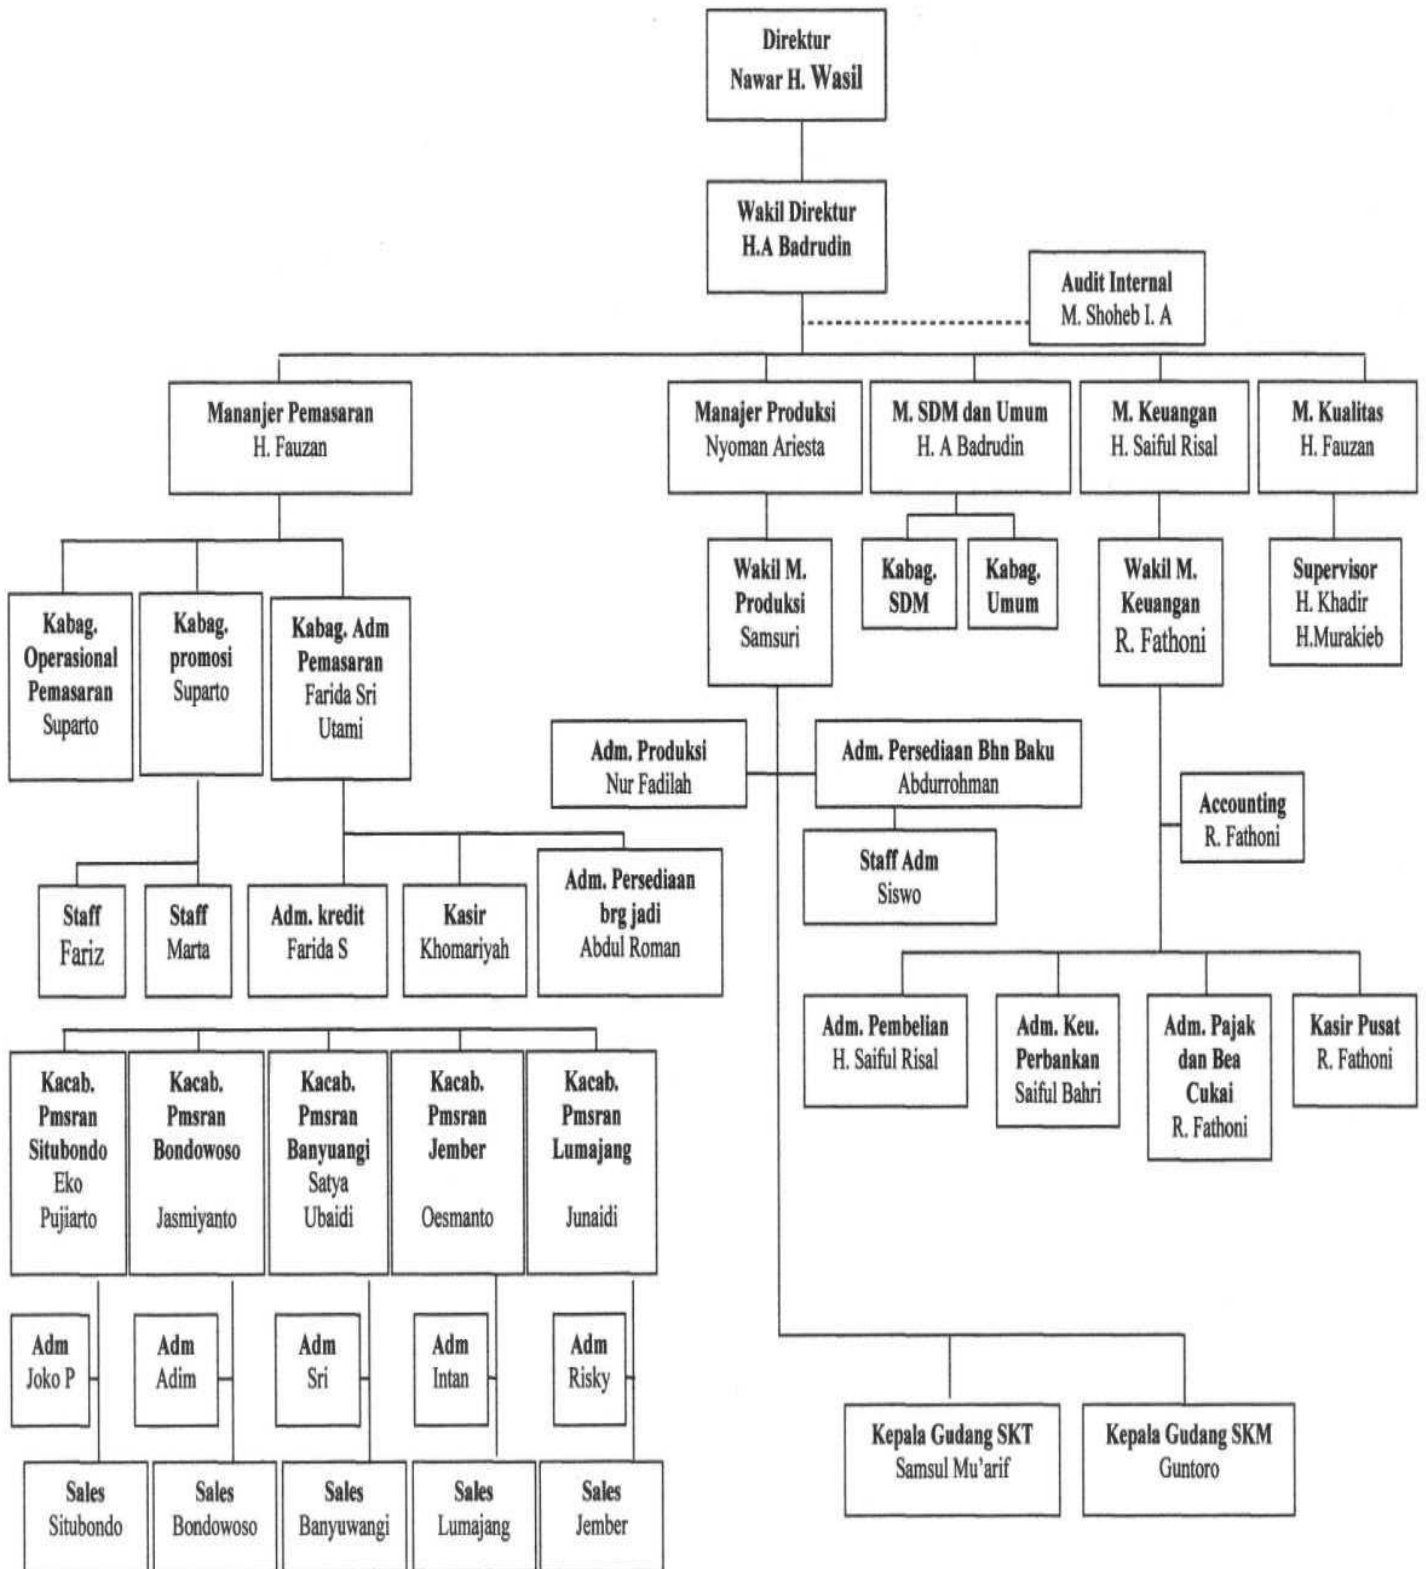 Direktur
Nawar H. Wasil
Wakil Direktur
H.A Badrudin
Audit Internal
M. Shoheb I. A
Mananjer Pemasaran
H. Fauzan
Manajer Produksi
Nyoman Ariesta
M. SDM dan Umum
H. A Badrudin
M. Keuangan
H. Saiful Risal
M. Kualitas
H. Fauzan
Kabag.
Operasional
Pemasaran
Suparto
Kabag.
promosi
Suparto
Kabag. Adm
Pemasaran
Farida Sri
Utami
Wakil M.
Produksi
Samsuri
Kabag.
SDM
Kabag.
Umum
Wakil M.
Keuangan
R. Fathoni
Supervisor
H. Khadir
H.Murakieb
Adm. Produksi
Nur Fadilah
Adm. Persediaan Bhn Baku
Abdurrohman
Staff Adm
Siswo
Accounting
R. Fathoni
Staff
Fariz
Staff
Marta
Adm. kredit
Farida S
Kasir
Khomariyah
Adm. Persediaan
brg jadi
Abdul Roman
Adm. Pembelian
H. Saiful Risal
Adm. Keu.
Perbankan
Saiful Bahri
Adm. Pajak
dan Bea
Cukai
R. Fathoni
Kasir Pusat
R. Fathoni
Kacab.
Pmsran
Situbondo
Eko
Pujiarto
Kacab.
Pmsran
Bondowoso
Jasmiyanto
Kacab.
Pmsran
Banyuangi
Satya
Ubaidi
Kacab.
Pmsran
Jember
Oesmanto
Kacab.
Pmsran
Lumajang
Junaidi
Adm
Joko P
Adm
Adim
Adm
Sri
Adm
Intan
Adm
Risky
Kepala Gudang SKT
Samsul Mu'arif
Kepala Gudang SKM
Guntoro
Sales
Situbondo
Sales
Bondowoso
Sales
Banyuwangi
Sales
Lumajang
Sales
Jember